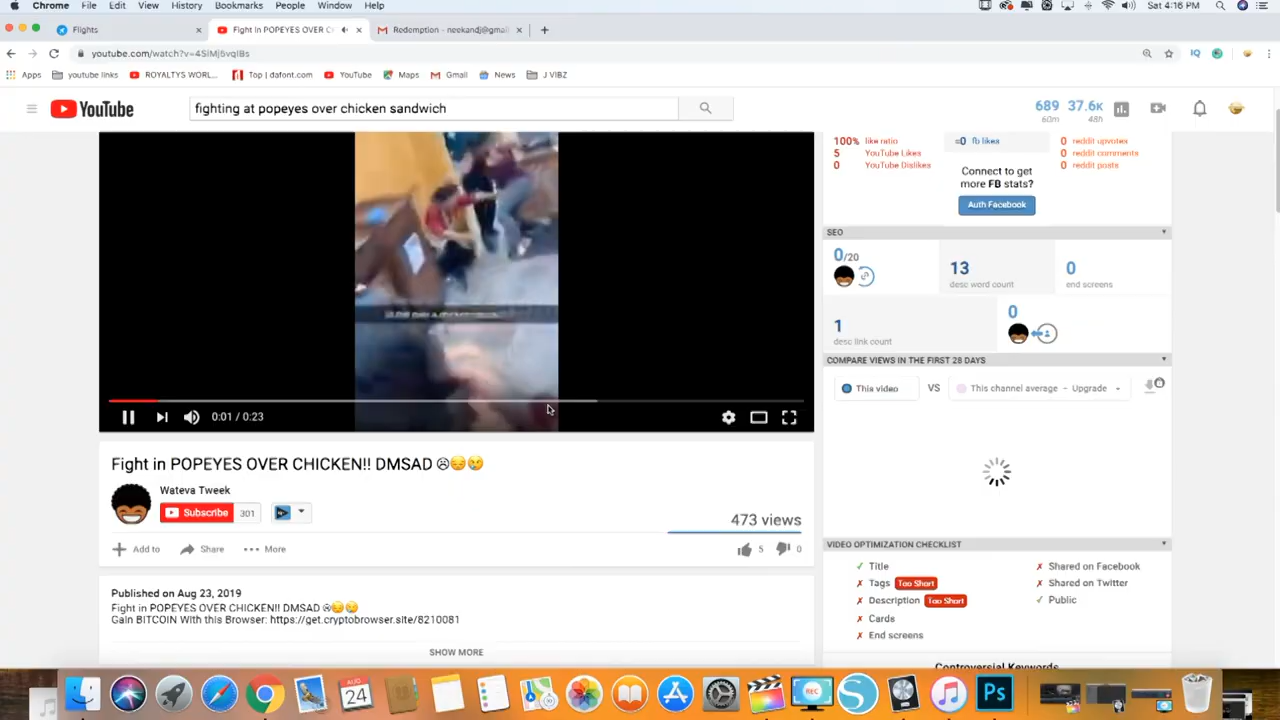 Chrome File Edit View History Bookmarks People Window Help Sat 4:16 PM
Flights Fight in POPEYES OVER C Redemption - neekandj@gmai
youtube.com/watch?v=4SlMj5vqIBs
Apps youtube links ROYALTYS WORL... Top | dafont.com YouTube Maps Gmail News J VIBZ
YouTube fighting at popeyes over chicken sandwich 689 37.6K
60m 48h
100% like ratio =0 fb likes 0 reddit upvotes
5 YouTube Likes 0 reddit comments
0 YouTube Dislikes 0 reddit posts
Connect to get
more FB stats?
Auth Facebook
SEO
0/20 13 0
desc word count end screens
1 0
desc link count
COMPARE VIEWS IN THE FIRST 28 DAYS
This video VS This channel average - Upgrade
0:01 / 0:23
Fight in POPEYES OVER CHICKEN!! DMSAD 😢😔😢
Wateva Tweek
Subscribe 301
473 views
Add to Share More 5 0
VIDEO OPTIMIZATION CHECKLIST
✓ Title ✗ Shared on Facebook
✗ Tags Too Short ✗ Shared on Twitter
✗ Description Too Short ✓ Public
✗ Cards
✗ End screens
Published on Aug 23, 2019
Fight in POPEYES OVER CHICKEN!! DMSAD 😢😔😢
Gain BITCOIN With this Browser: https://get.cryptobrowser.site/8210081
SHOW MORE
Controversial Keywords
AUG
24
REC
Ps